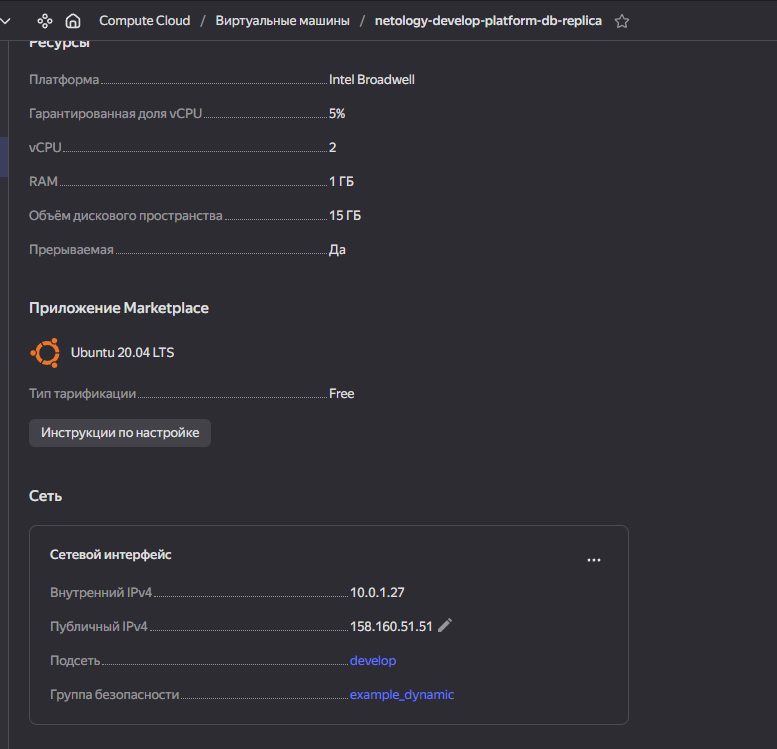 Compute Cloud / Виртуальные машины / netology-develop-platform-db-replica
Ресурсы
Платформа Intel Broadwell
Гарантированная доля vCPU 5%
vCPU 2
RAM 1 ГБ
Объём дискового пространства 15 ГБ
Прерываемая Да
Приложение Marketplace
Ubuntu 20.04 LTS
Тип тарификации Free
Инструкции по настройке
Сеть
Сетевой интерфейс
Внутренний IPv4 10.0.1.27
Публичный IPv4 158.160.51.51
Подсеть develop
Группа безопасности example_dynamic